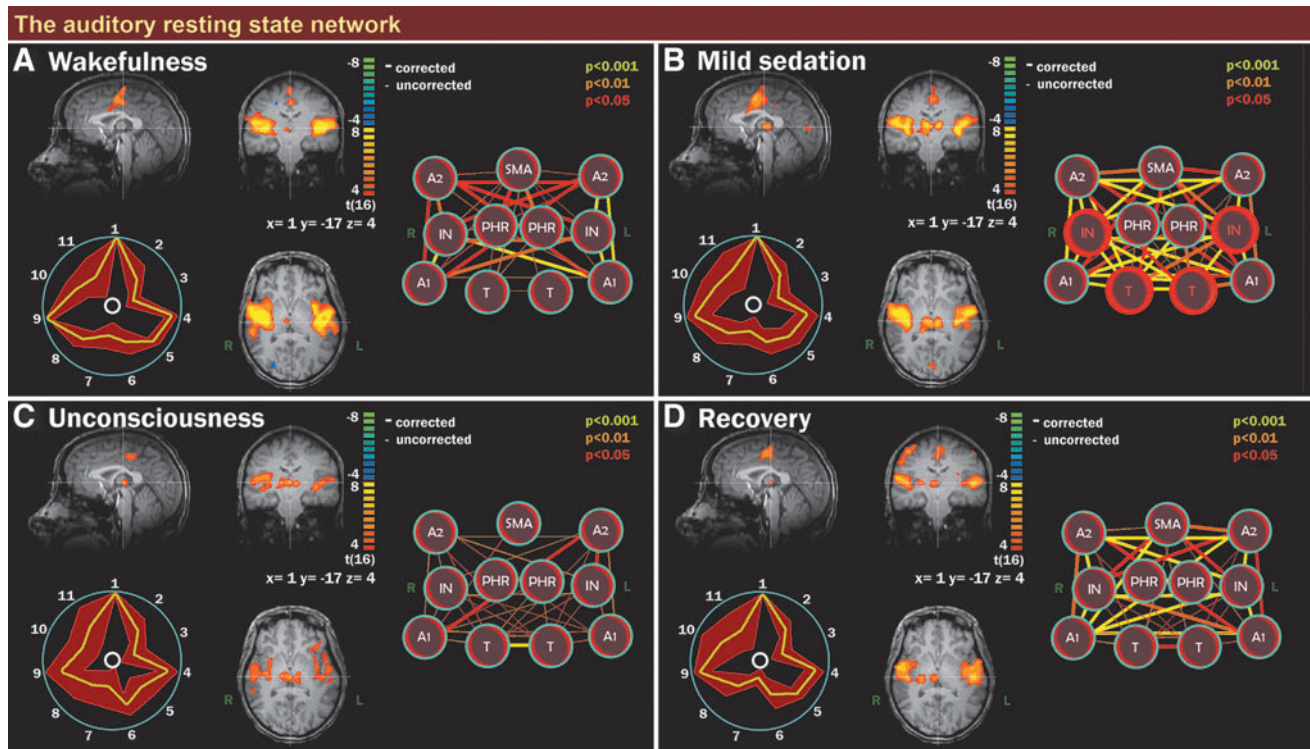 The auditory resting state network
A Wakefulness
-8
-4
8
4
t(16)
x= 1 y= -17 z= 4
- corrected
- uncorrected
p<0.001
p<0.01
p<0.05
A2 SMA A2
R IN PHR PHR IN L
A1 T T A1
1
11 2
10 3
9 4
8 5
7 6
R L
B Mild sedation
-8
-4
8
4
t(16)
x= 1 y= -17 z= 4
- corrected
- uncorrected
p<0.001
p<0.01
p<0.05
A2 SMA A2
R IN PHR PHR IN L
A1 T T A1
1
11 2
10 3
9 4
8 5
7 6
R L
C Unconsciousness
-8
-4
8
4
t(16)
x= 1 y= -17 z= 4
- corrected
- uncorrected
p<0.001
p<0.01
p<0.05
A2 SMA A2
R IN PHR PHR IN L
A1 T T A1
1
11 2
10 3
9 4
8 5
7 6
R L
D Recovery
-8
-4
8
4
t(16)
x= 1 y= -17 z= 4
- corrected
- uncorrected
p<0.001
p<0.01
p<0.05
A2 SMA A2
R IN PHR PHR IN L
A1 T T A1
1
11 2
10 3
9 4
8 5
7 6
R L